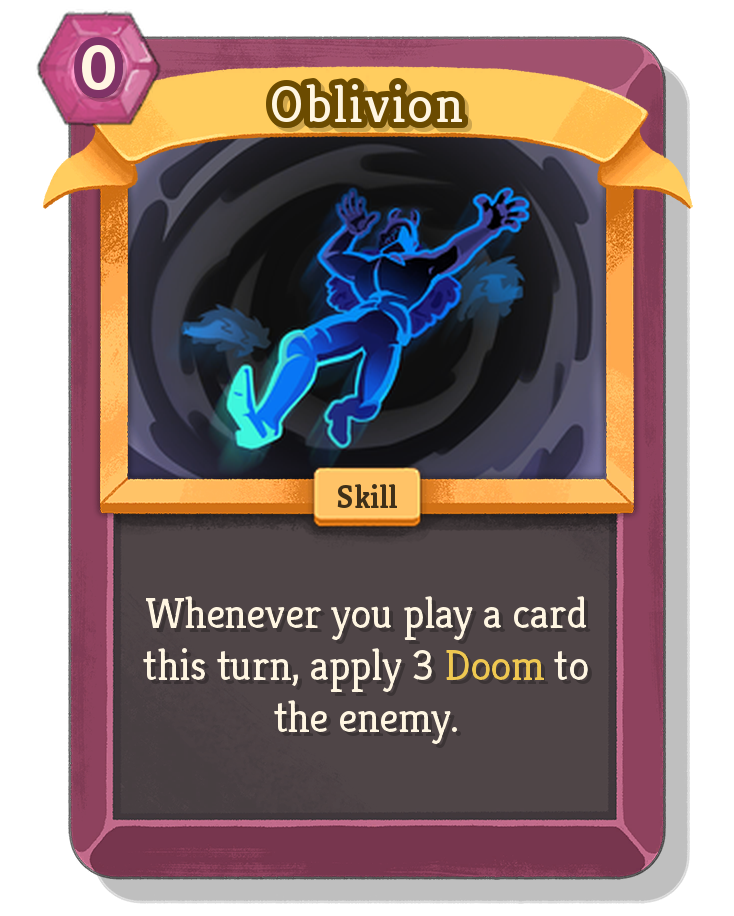 0
Oblivion
Skill
Whenever you play a card
this turn, apply 3 Doom to
the enemy.